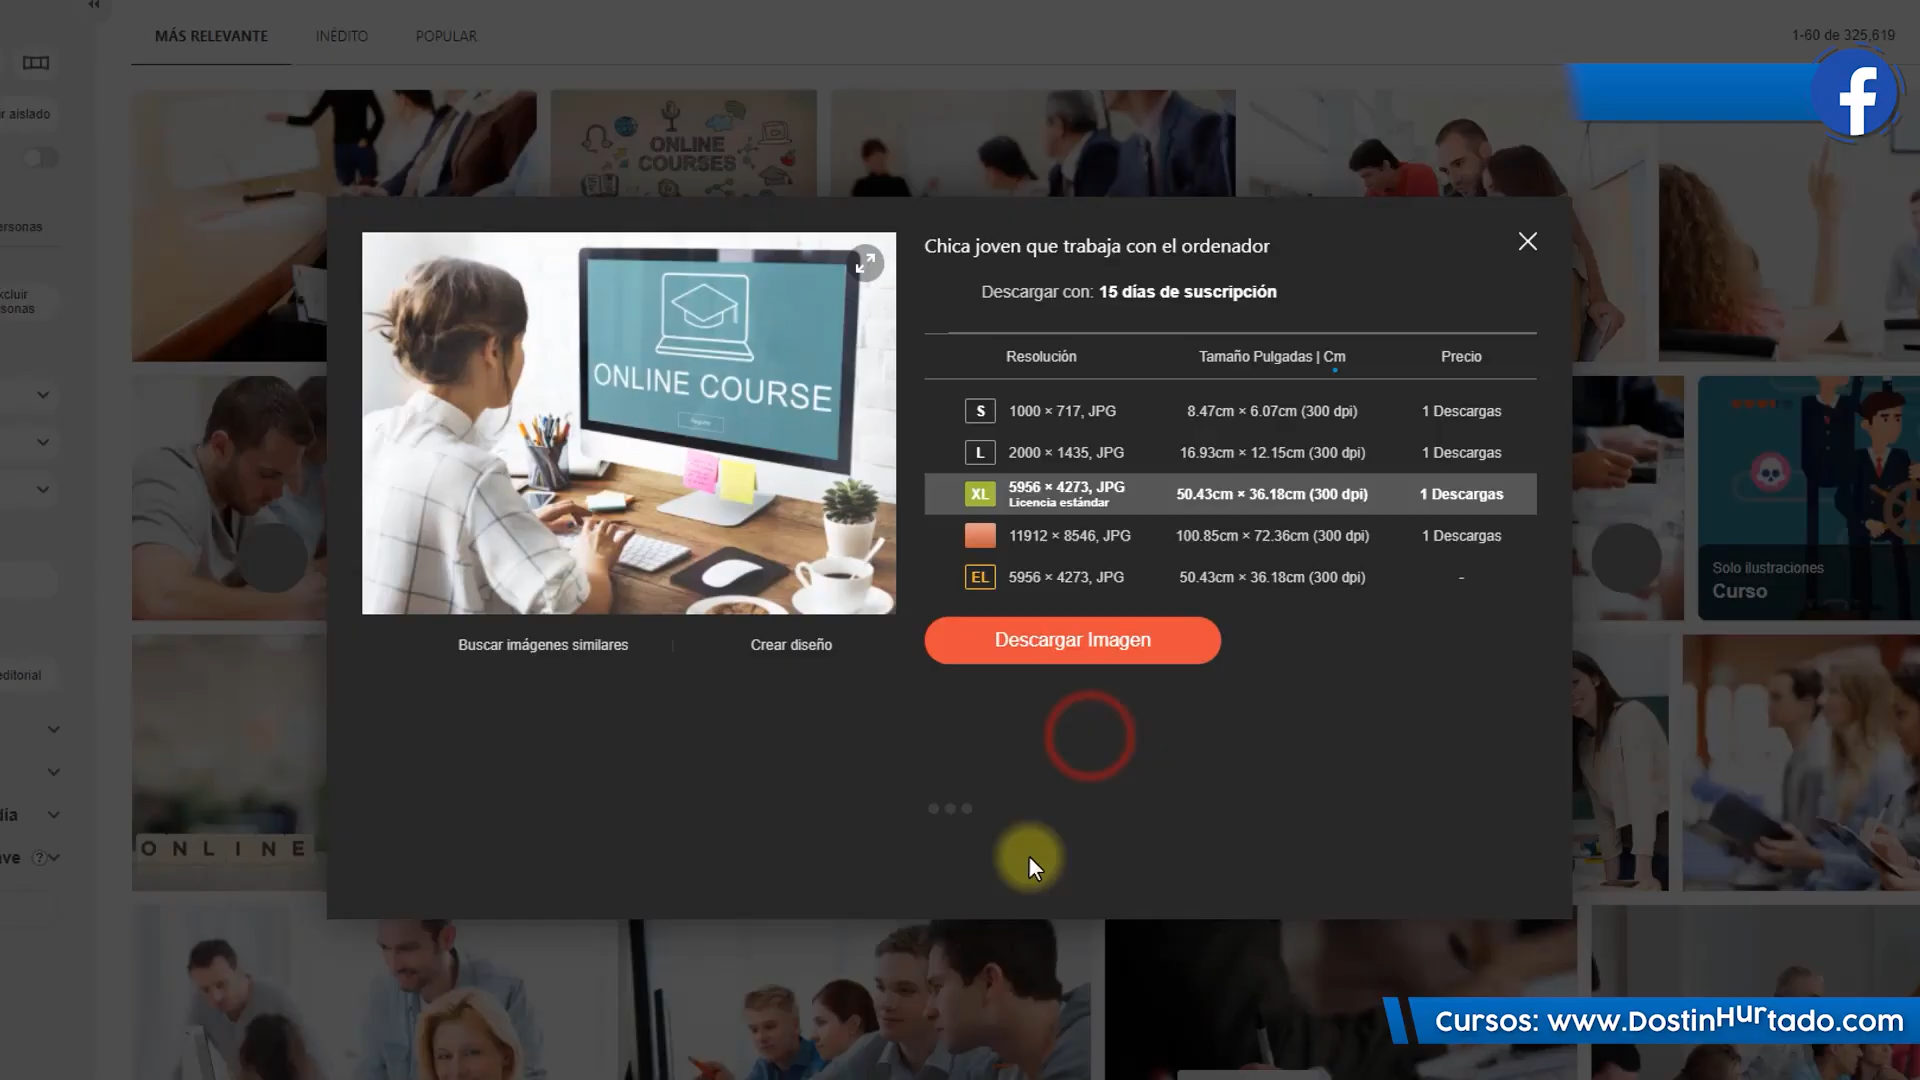 MÁS RELEVANTE
INÉDITO
POPULAR
1-60 de 325,619
r aislado
ersonas
xcluir
sonas
editorial
dia
ave ?
ONLINE
COURSES
f
Chica joven que trabaja con el ordenador
Descargar con: 15 días de suscripción
Resolución Tamaño Pulgadas | Cm Precio
S 1000 × 717, JPG 8.47cm × 6.07cm (300 dpi) 1 Descargas
L 2000 × 1435, JPG 16.93cm × 12.15cm (300 dpi) 1 Descargas
XL 5956 × 4273, JPG 50.43cm × 36.18cm (300 dpi) 1 Descargas
Licencia estándar
11912 × 8546, JPG 100.85cm × 72.36cm (300 dpi) 1 Descargas
EL 5956 × 4273, JPG 50.43cm × 36.18cm (300 dpi) -
ONLINE COURSE
Buscar imágenes similares
Crear diseño
Descargar Imagen
Solo ilustraciones
Curso
ONLINE
Cursos: www.DostinHurtado.com